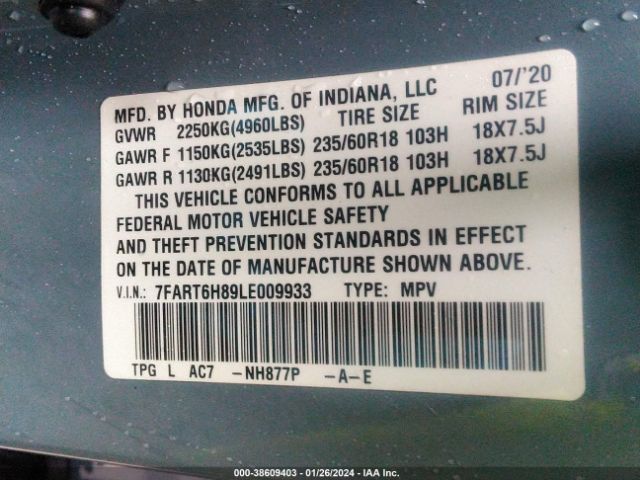 07/'20
MFD. BY HONDA MFG. OF INDIANA, LLC
GVWR 2250KG(4960LBS) TIRE SIZE RIM SIZE
GAWR F 1150KG(2535LBS) 235/60R18 103H 18X7.5J
GAWR R 1130KG(2491LBS) 235/60R18 103H 18X7.5J
THIS VEHICLE CONFORMS TO ALL APPLICABLE
FEDERAL MOTOR VEHICLE SAFETY
AND THEFT PREVENTION STANDARDS IN EFFECT
ON THE DATE OF MANUFACTURE SHOWN ABOVE.
V.I.N.: 7FART6H89LE009933 TYPE: MPV
TPG L AC7 -NH877P -A-E
000-38609403 - 01/26/2024 - IAA Inc.